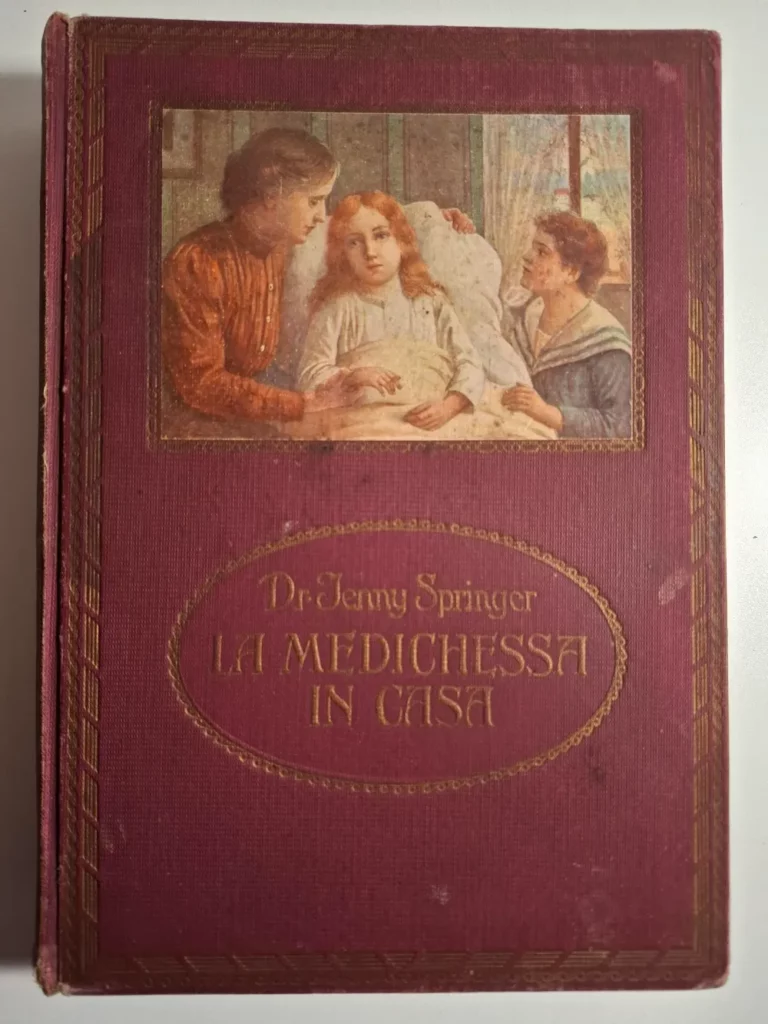 Dr. Jenny Springer
LA MEDICHESSA
IN CASA